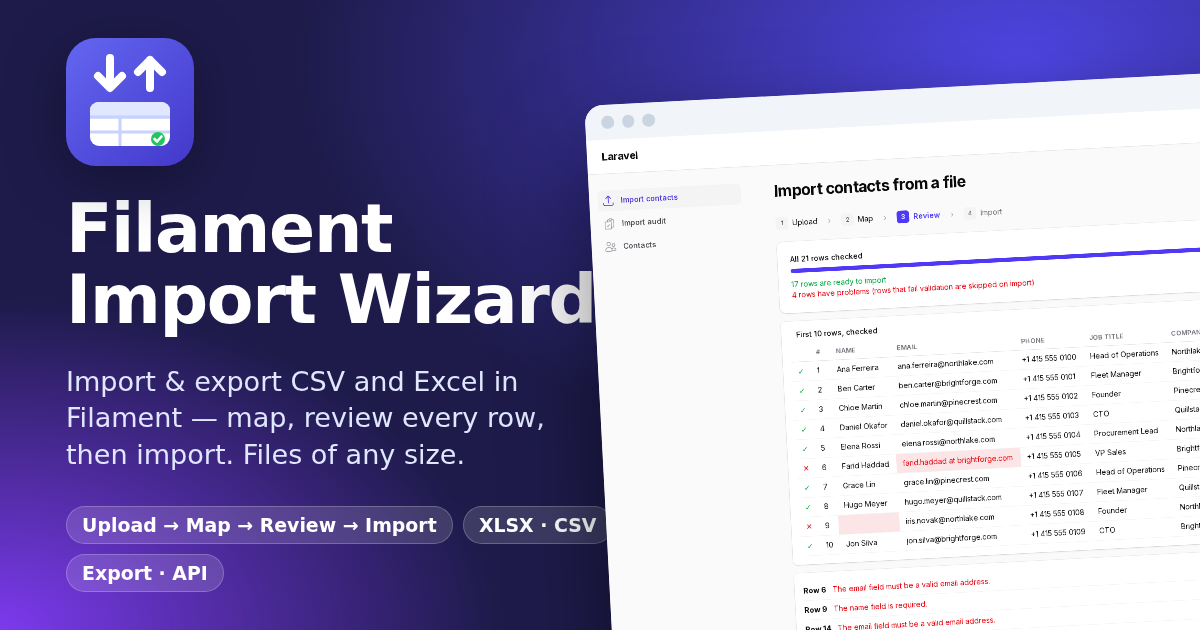 Filament
Import Wizard
Import & export CSV and Excel in
Filament — map, review every row,
then import. Files of any size.
Upload → Map → Review → Import
XLSX · CSV
Export · API
Laravel
Import contacts
Import audit
Contacts
Import contacts from a file
1 Upload › 2 Map › 3 Review › 4 Import
All 21 rows checked
17 rows are ready to import
4 rows have problems (rows that fail validation are skipped on import)
First 10 rows, checked
# NAME EMAIL PHONE JOB TITLE COMPAN
✓ 1 Ana Ferreira ana.ferreira@northlake.com +1 415 555 0100 Head of Operations Northlak
✓ 2 Ben Carter ben.carter@brightforge.com +1 415 555 0101 Fleet Manager Brightfo
✓ 3 Chloe Martin chloe.martin@pinecrest.com +1 415 555 0102 Founder Pinecre
✓ 4 Daniel Okafor daniel.okafor@quillstack.com +1 415 555 0103 CTO Quillsta
✓ 5 Elena Rossi elena.rossi@northlake.com +1 415 555 0104 Procurement Lead Northla
✕ 6 Farid Haddad farid.haddad at brightforge.com +1 415 555 0105 VP Sales Brightf
✓ 7 Grace Lin grace.lin@pinecrest.com +1 415 555 0106 Head of Operations Pinecr
✓ 8 Hugo Meyer hugo.meyer@quillstack.com +1 415 555 0107 Fleet Manager Quills
✕ 9 iris.novak@northlake.com +1 415 555 0108 Founder North
✓ 10 Jon Silva jon.silva@brightforge.com +1 415 555 0109 CTO Bright
Row 6 The email field must be a valid email address.
Row 9 The name field is required.
Row 14 The email field must be a valid email address.